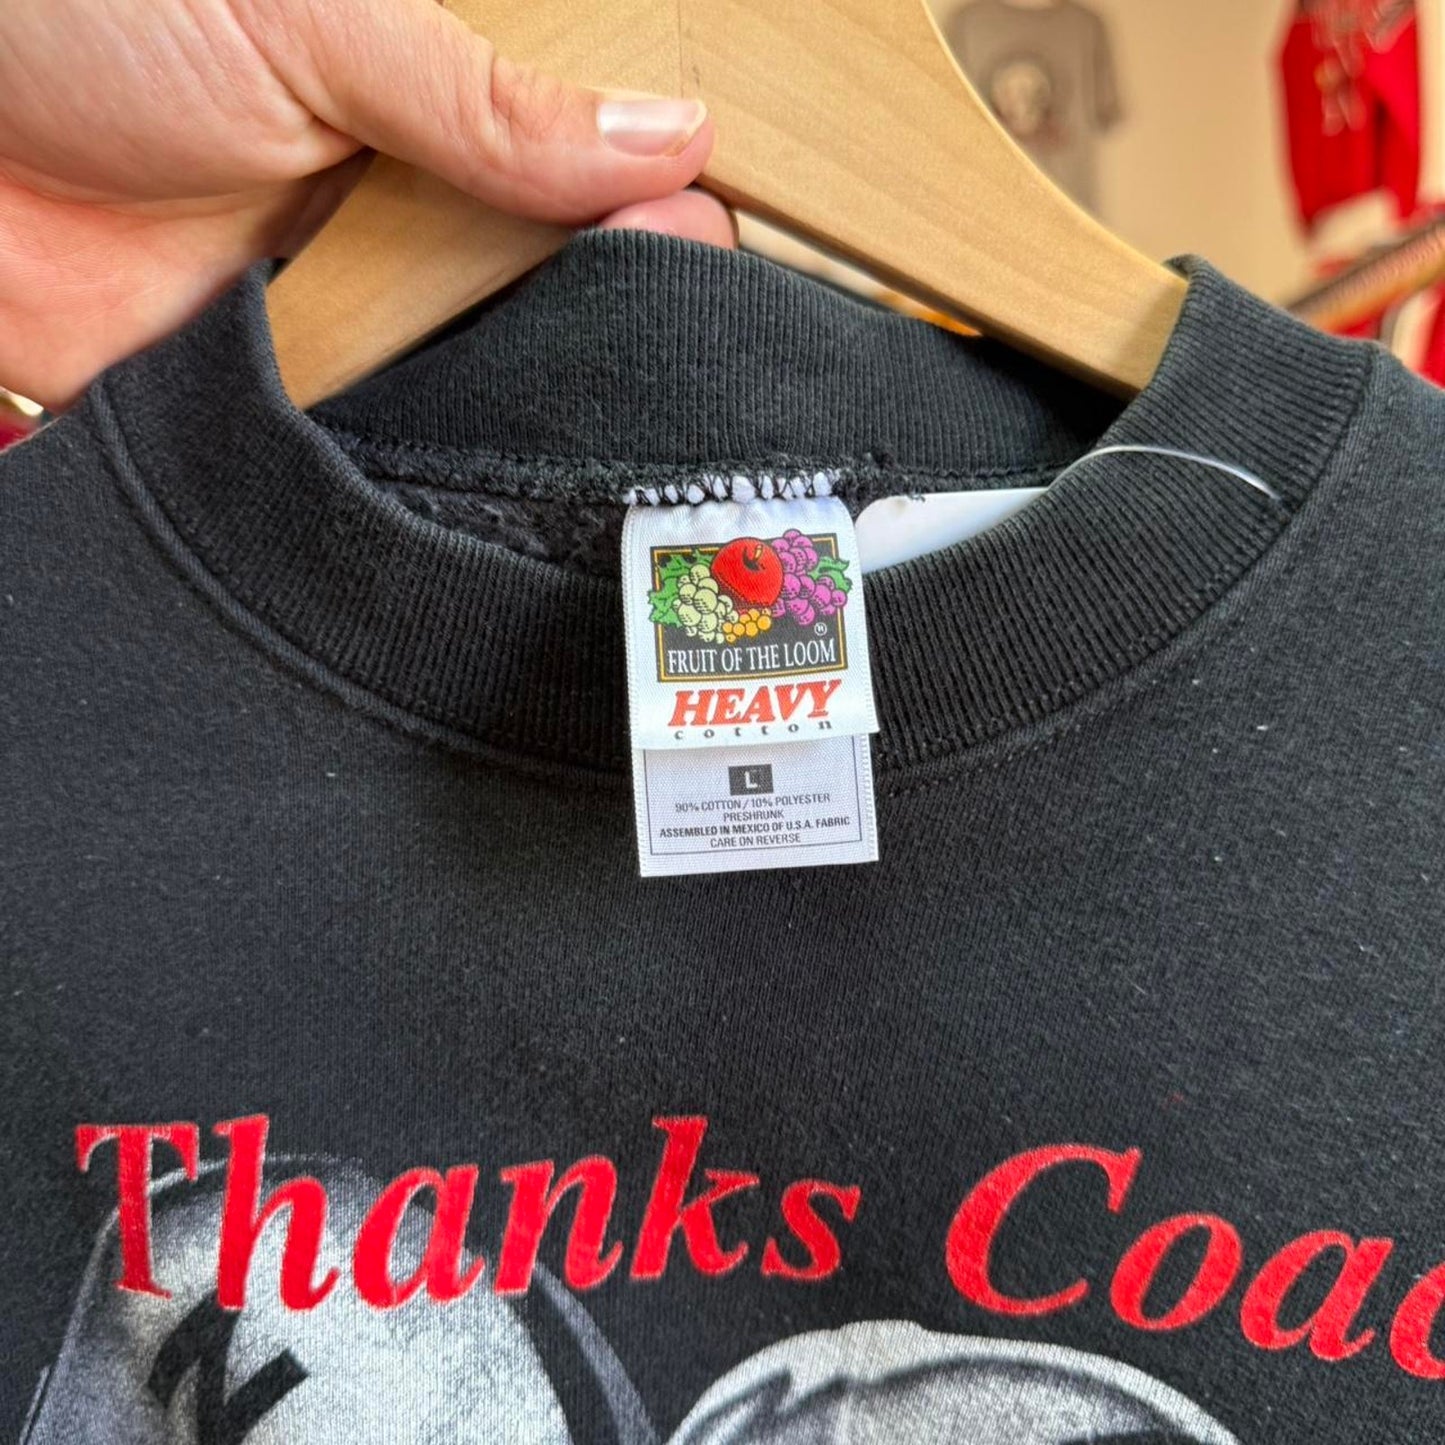 FRUIT OF THE LOOM ®
HEAVY
cotton
L
90% COTTON / 10% POLYESTER
PRESHRUNK
ASSEMBLED IN MEXICO OF U.S.A. FABRIC
CARE ON REVERSE
Thanks Coac